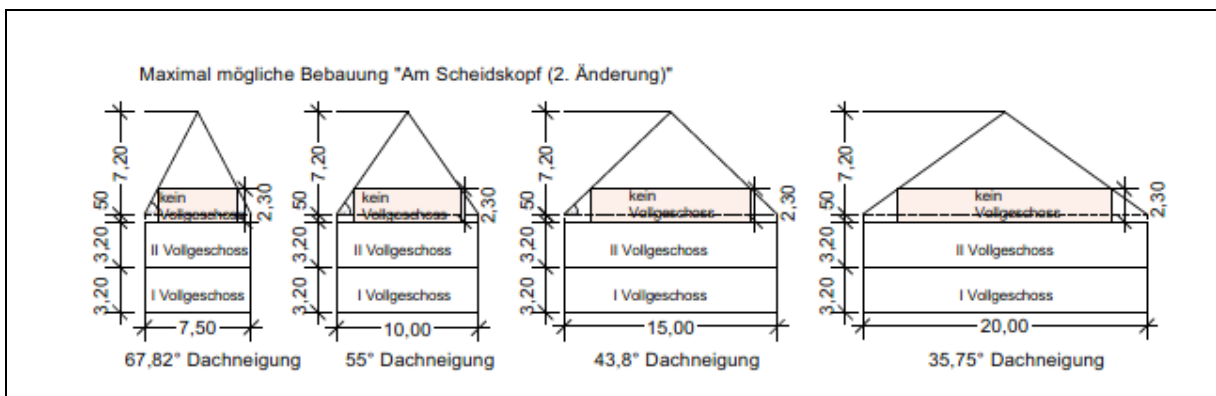 Maximal mögliche Bebauung "Am Scheidskopf (2. Änderung)"
7,20
50
3,20
3,20
kein
Vollgeschoss
2,30
II Vollgeschoss
I Vollgeschoss
7,50
67,82° Dachneigung
7,20
50
3,20
3,20
kein
Vollgeschoss
2,30
II Vollgeschoss
I Vollgeschoss
10,00
55° Dachneigung
7,20
50
3,20
3,20
kein
Vollgeschoss
2,30
II Vollgeschoss
I Vollgeschoss
15,00
43,8° Dachneigung
7,20
50
3,20
3,20
kein
Vollgeschoss
2,30
II Vollgeschoss
I Vollgeschoss
20,00
35,75° Dachneigung